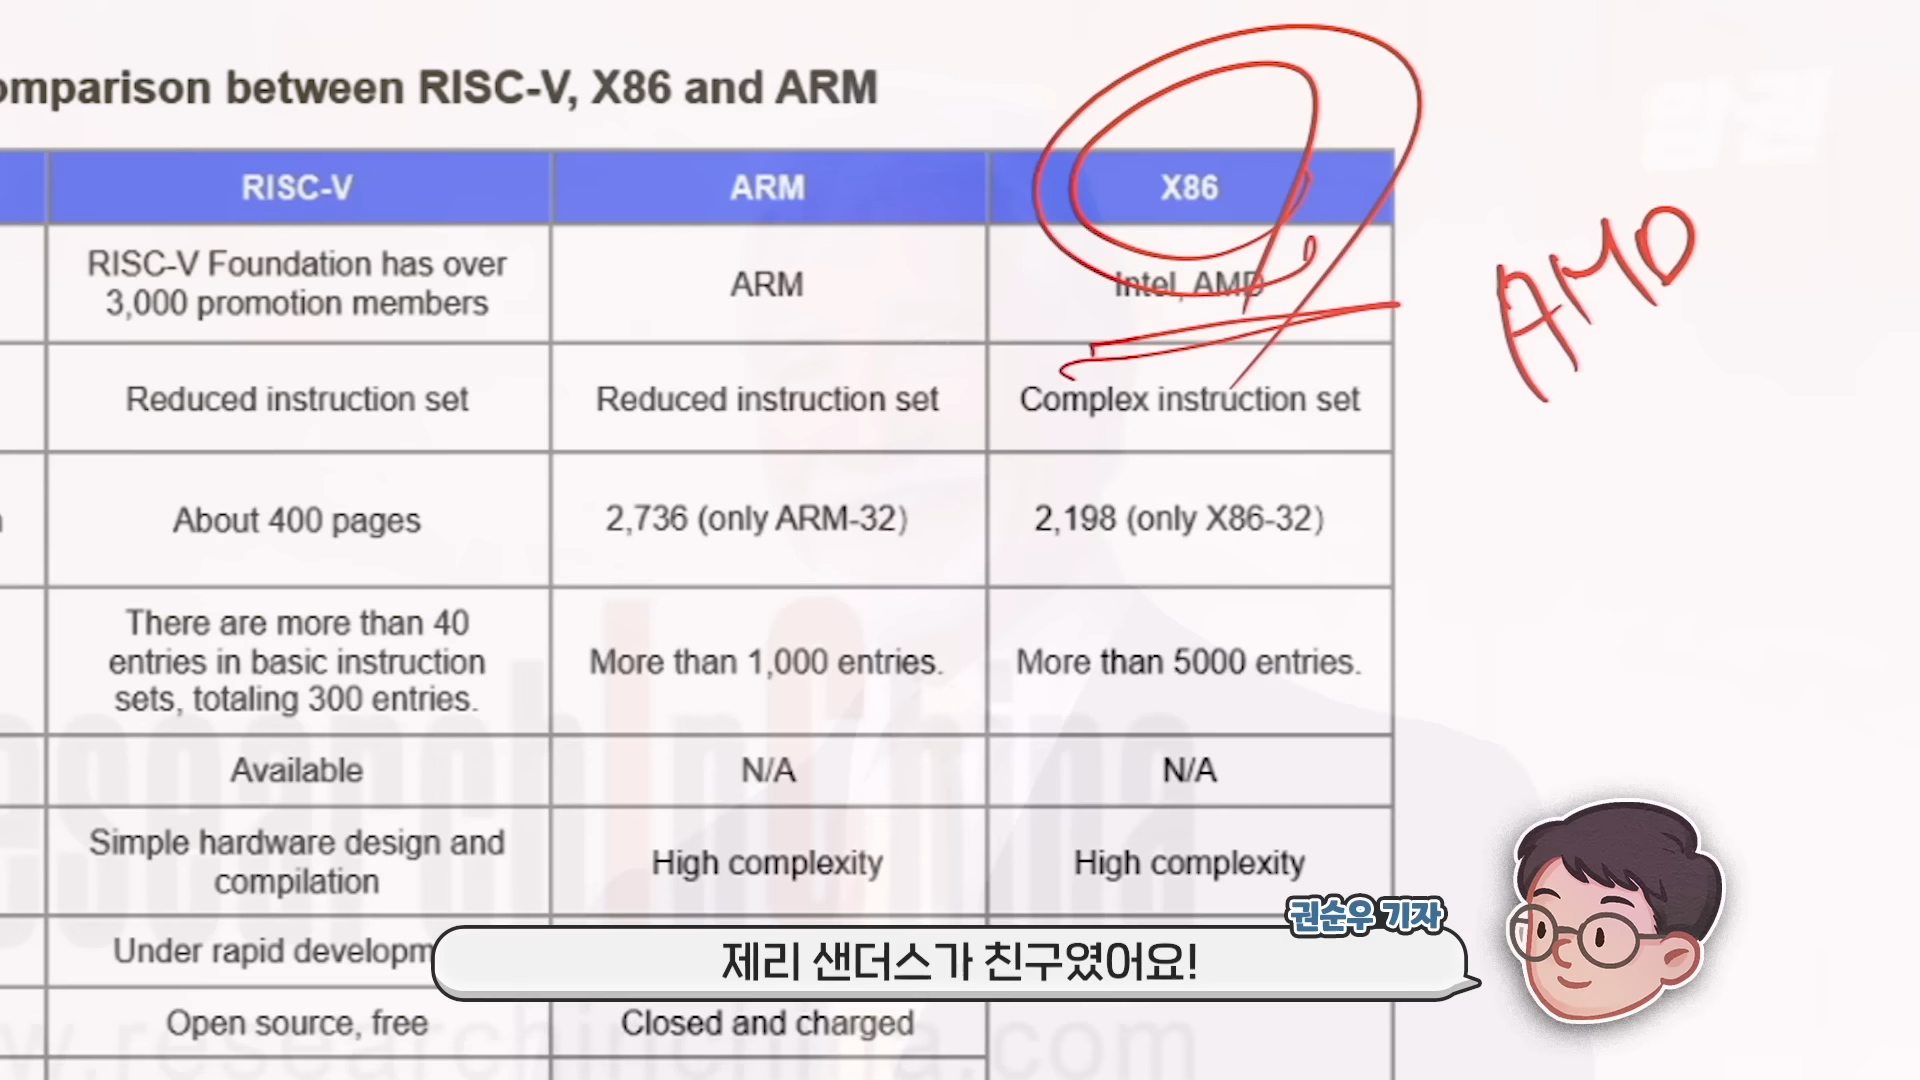 omparison between RISC-V, X86 and ARM
탐권
RISC-V ARM X86
AMD
RISC-V Foundation has over
3,000 promotion members
ARM
Intel, AMD
Reduced instruction set
Reduced instruction set
Complex instruction set
About 400 pages
2,736 (only ARM-32)
2,198 (only X86-32)
There are more than 40
entries in basic instruction
sets, totaling 300 entries.
More than 1,000 entries.
More than 5000 entries.
Available
N/A
N/A
Simple hardware design and
compilation
High complexity
High complexity
권순우 기자
Under rapid developm
제리 샌더스가 친구였어요!
Open source, free
Closed and charged
esearchInChina
w.researchinchina.com